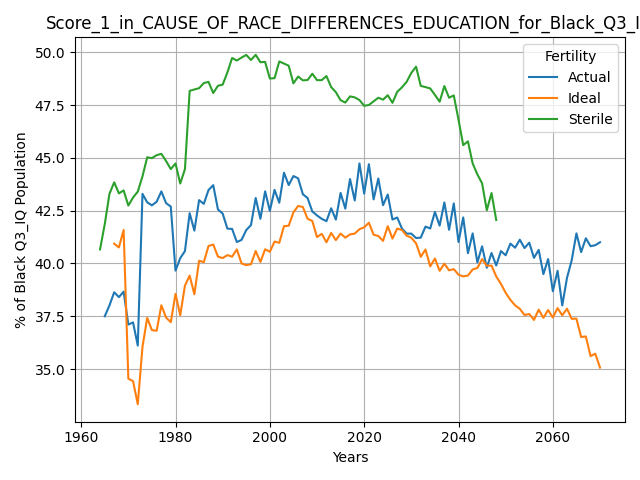 Score_1_in_CAUSE_OF_RACE_DIFFERENCES_EDUCATION_for_Black_Q3_I
% of Black Q3_IQ Population
50.0
47.5
45.0
42.5
40.0
37.5
35.0
Fertility
Actual
Ideal
Sterile
1960 1980 2000 2020 2040 2060
Years